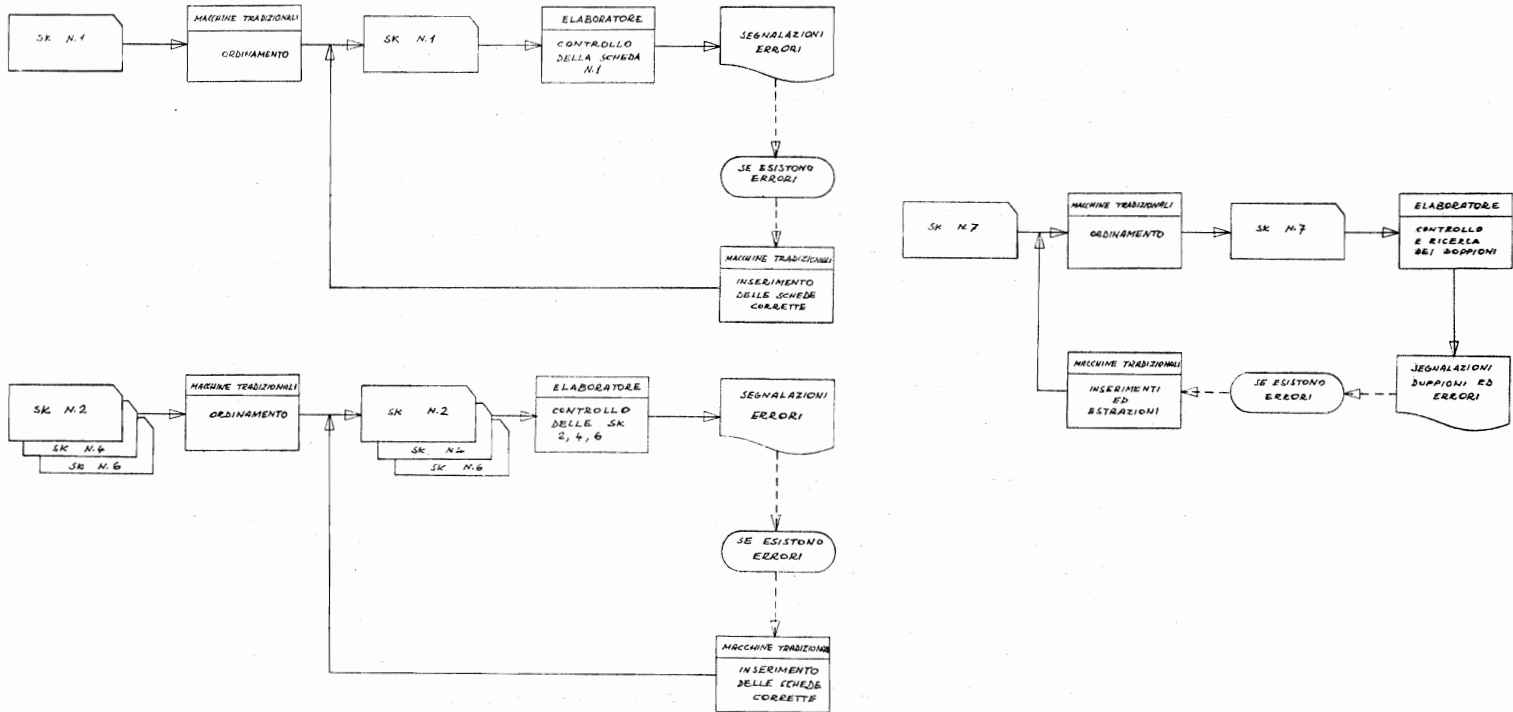 SK N.1
MACCHINE TRADIZIONALI
ORDINAMENTO
SK N.1
ELABORATORE
CONTROLLO
DELLA SCHEDA
N.1
SEGNALAZIONI
ERRORI
SE ESISTONO
ERRORI
MACCHINE TRADIZIONALI
INSERIMENTO
DELLE SCHEDE
CORRETTE
SK N.2
SK N.4
SK N.6
MACCHINE TRADIZIONALI
ORDINAMENTO
SK N.2
SK N.4
SK N.6
ELABORATORE
CONTROLLO
DELLE SK
2, 4, 6
SEGNALAZIONI
ERRORI
SE ESISTONO
ERRORI
MACCHINE TRADIZIONALI
INSERIMENTO
DELLE SCHEDE
CORRETTE
SK N.7
MACCHINE TRADIZIONALI
ORDINAMENTO
SK N.7
ELABORATORE
CONTROLLO
E RICERCA
DEI DOPPIONI
SEGNALAZIONI
DUPPIONI ED
ERRORI
SE ESISTONO
ERRORI
MACCHINE TRADIZIONALI
INSERIMENTI
ED
ESTRAZIONI